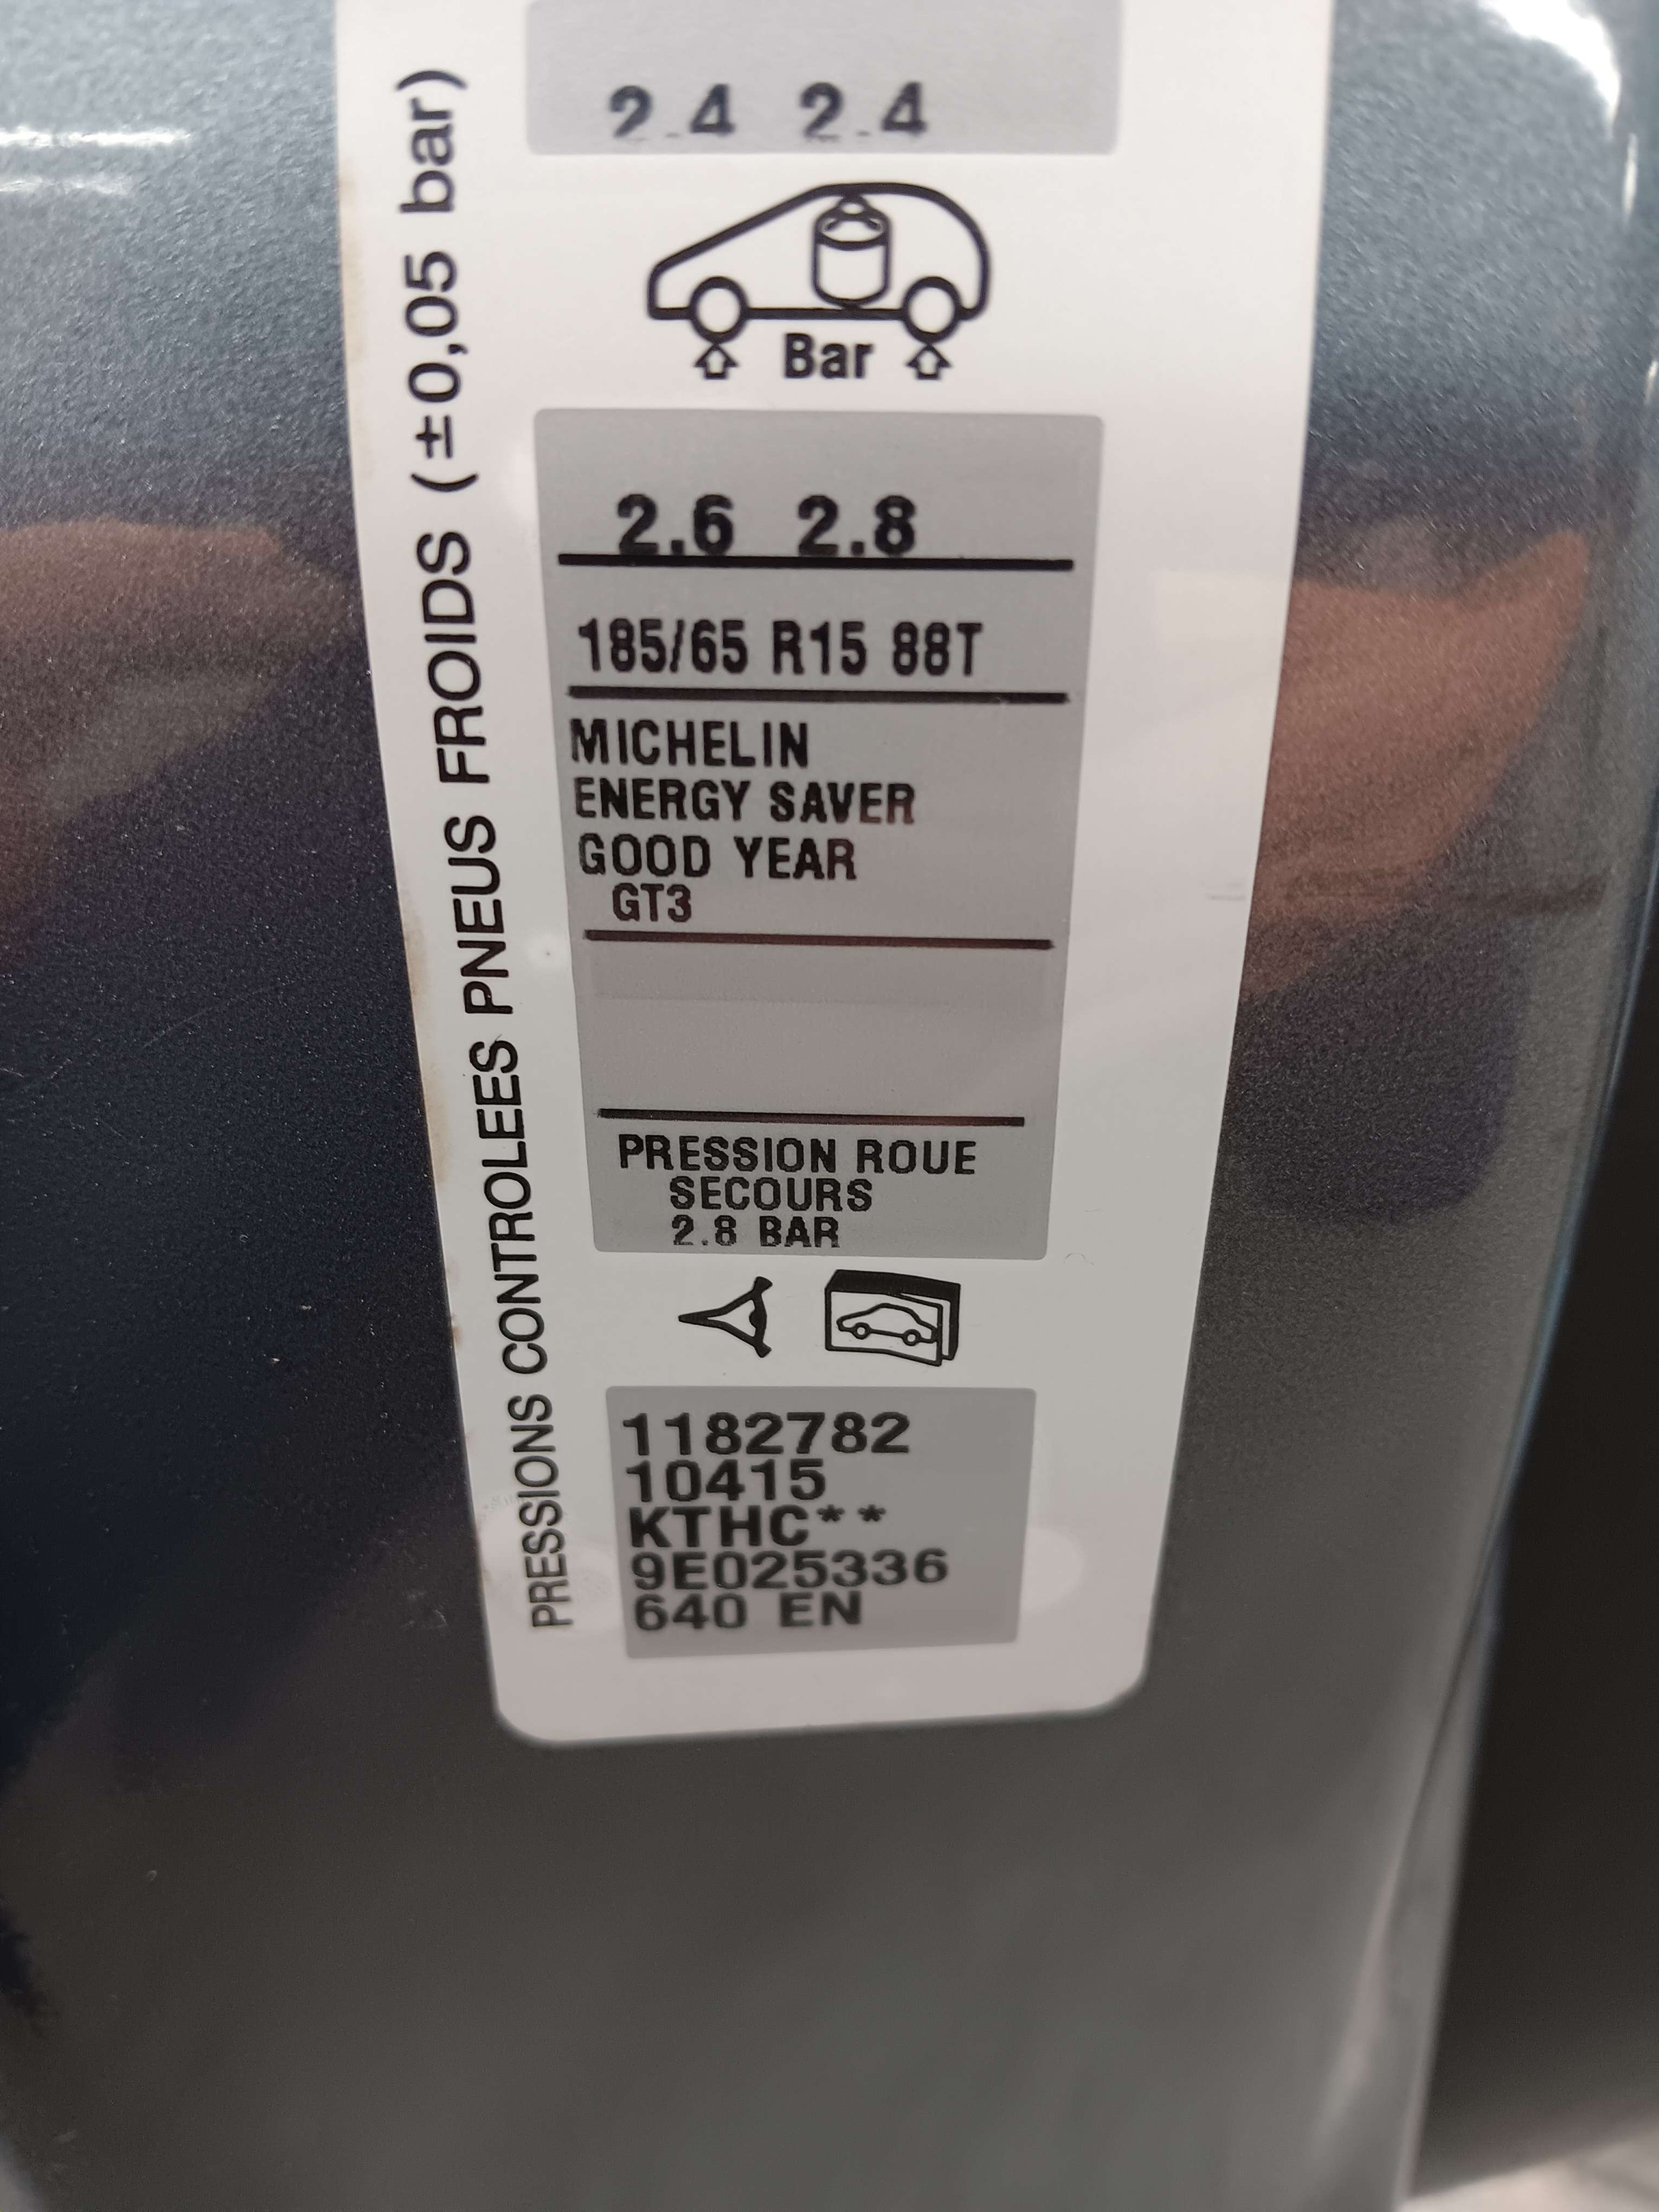 2.4 2.4
Bar
2.6 2.8
185/65 R15 88T
MICHELIN
ENERGY SAVER
GOOD YEAR
GT3
PRESSION ROUE
SECOURS
2.8 BAR
1182782
10415
KTHC**
9E025336
640 EN
PRESSIONS CONTROLEES PNEUS FROIDS (±0,05 bar)